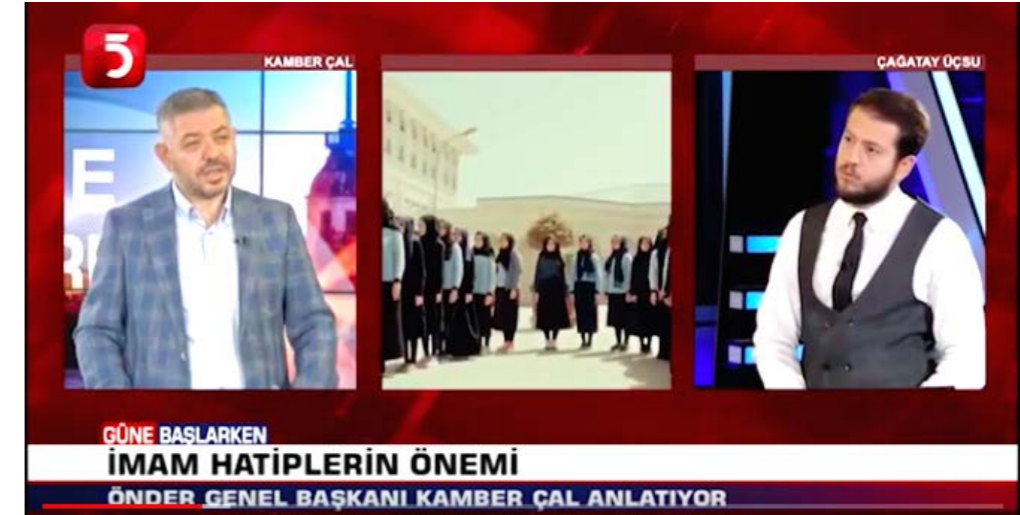 5
KAMBER ÇAL
ÇAĞATAY ÜÇSU
GÜNE BAŞLARKEN
İMAM HATİPLERİN ÖNEMİ
ÖNDER GENEL BAŞKANI KAMBER ÇAL ANLATIYOR